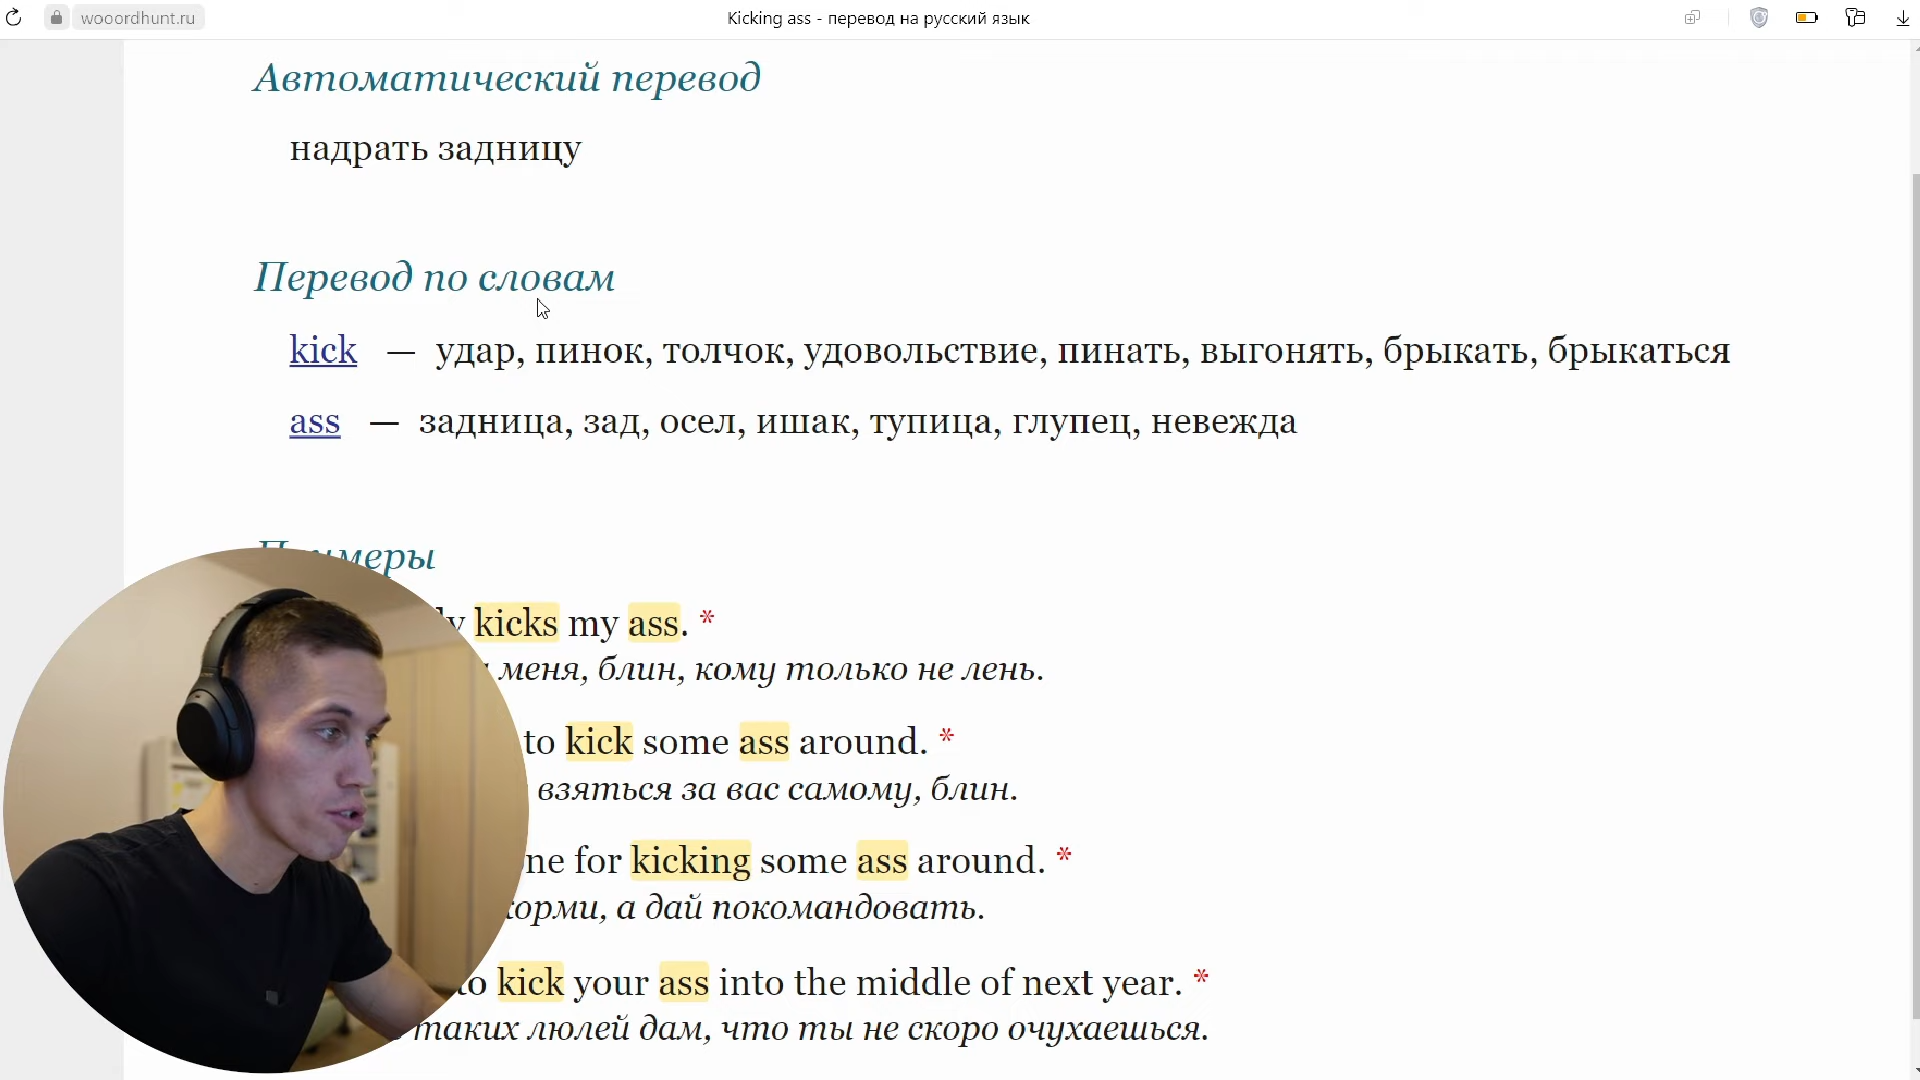 wooordhunt.ru
Kicking ass - перевод на русский язык
Автоматический перевод
надрать задницу
Перевод по словам
kick — удар, пинок, толчок, удовольствие, пинать, выгонять, брыкать, брыкаться
ass — задница, зад, осел, ишак, тупица, глупец, невежда
Примеры
kicks my ass. *
меня, блин, кому только не лень.
to kick some ass around. *
взяться за вас самому, блин.
for kicking some ass around. *
а дай покомандовать.
to kick your ass into the middle of next year. *
таких люлей дам, что ты не скоро очухаешься.